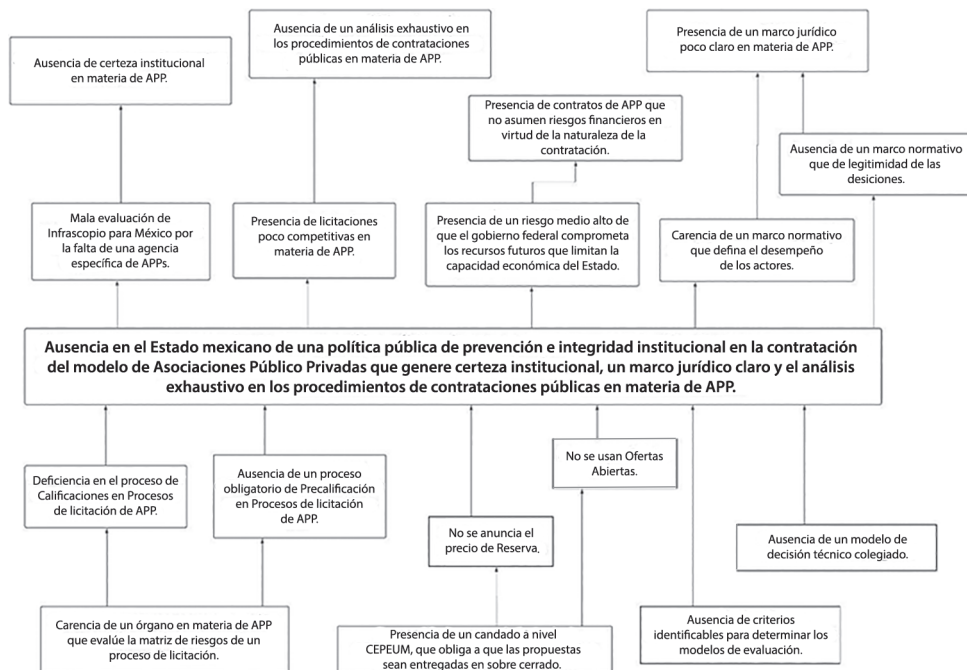 Ausencia de un análisis exhaustivo en
los procedimientos de contrataciones
públicas en materia de APP.
Presencia de un marco jurídico
poco claro en materia de APP.
Ausencia de certeza institucional
en materia de APP.
Presencia de contratos de APP que
no asumen riesgos financieros en
virtud de la naturaleza de la
contratación.
Ausencia de un marco normativo
que de legitimidad de las
desiciones.
Mala evaluación de
Infrascopio para México por
la falta de una agencia
específica de APPs.
Presencia de licitaciones
poco competitivas en
materia de APP.
Presencia de un riesgo medio alto de
que el gobierno federal comprometa
los recursos futuros que limitan la
capacidad económica del Estado.
Carencia de un marco normativo
que defina el desempeño
de los actores.
Ausencia en el Estado mexicano de una política pública de prevención e integridad institucional en la contratación
del modelo de Asociaciones Público Privadas que genere certeza institucional, un marco jurídico claro y el análisis
exhaustivo en los procedimientos de contrataciones públicas en materia de APP.
Deficiencia en el proceso de
Calificaciones en Procesos
de licitación de APP.
Ausencia de un proceso
obligatorio de Precalificación
en Procesos de licitación
de APP.
No se usan Ofertas
Abiertas.
No se anuncia el
precio de Reserva.
Ausencia de un modelo de
decisión técnico colegiado.
Carencia de un órgano en materia de APP
que evalúe la matriz de riesgos de un
proceso de licitación.
Presencia de un candado a nivel
CEPEUM, que obliga a que las propuestas
sean entregadas en sobre cerrado.
Ausencia de criterios
identificables para determinar los
modelos de evaluación.